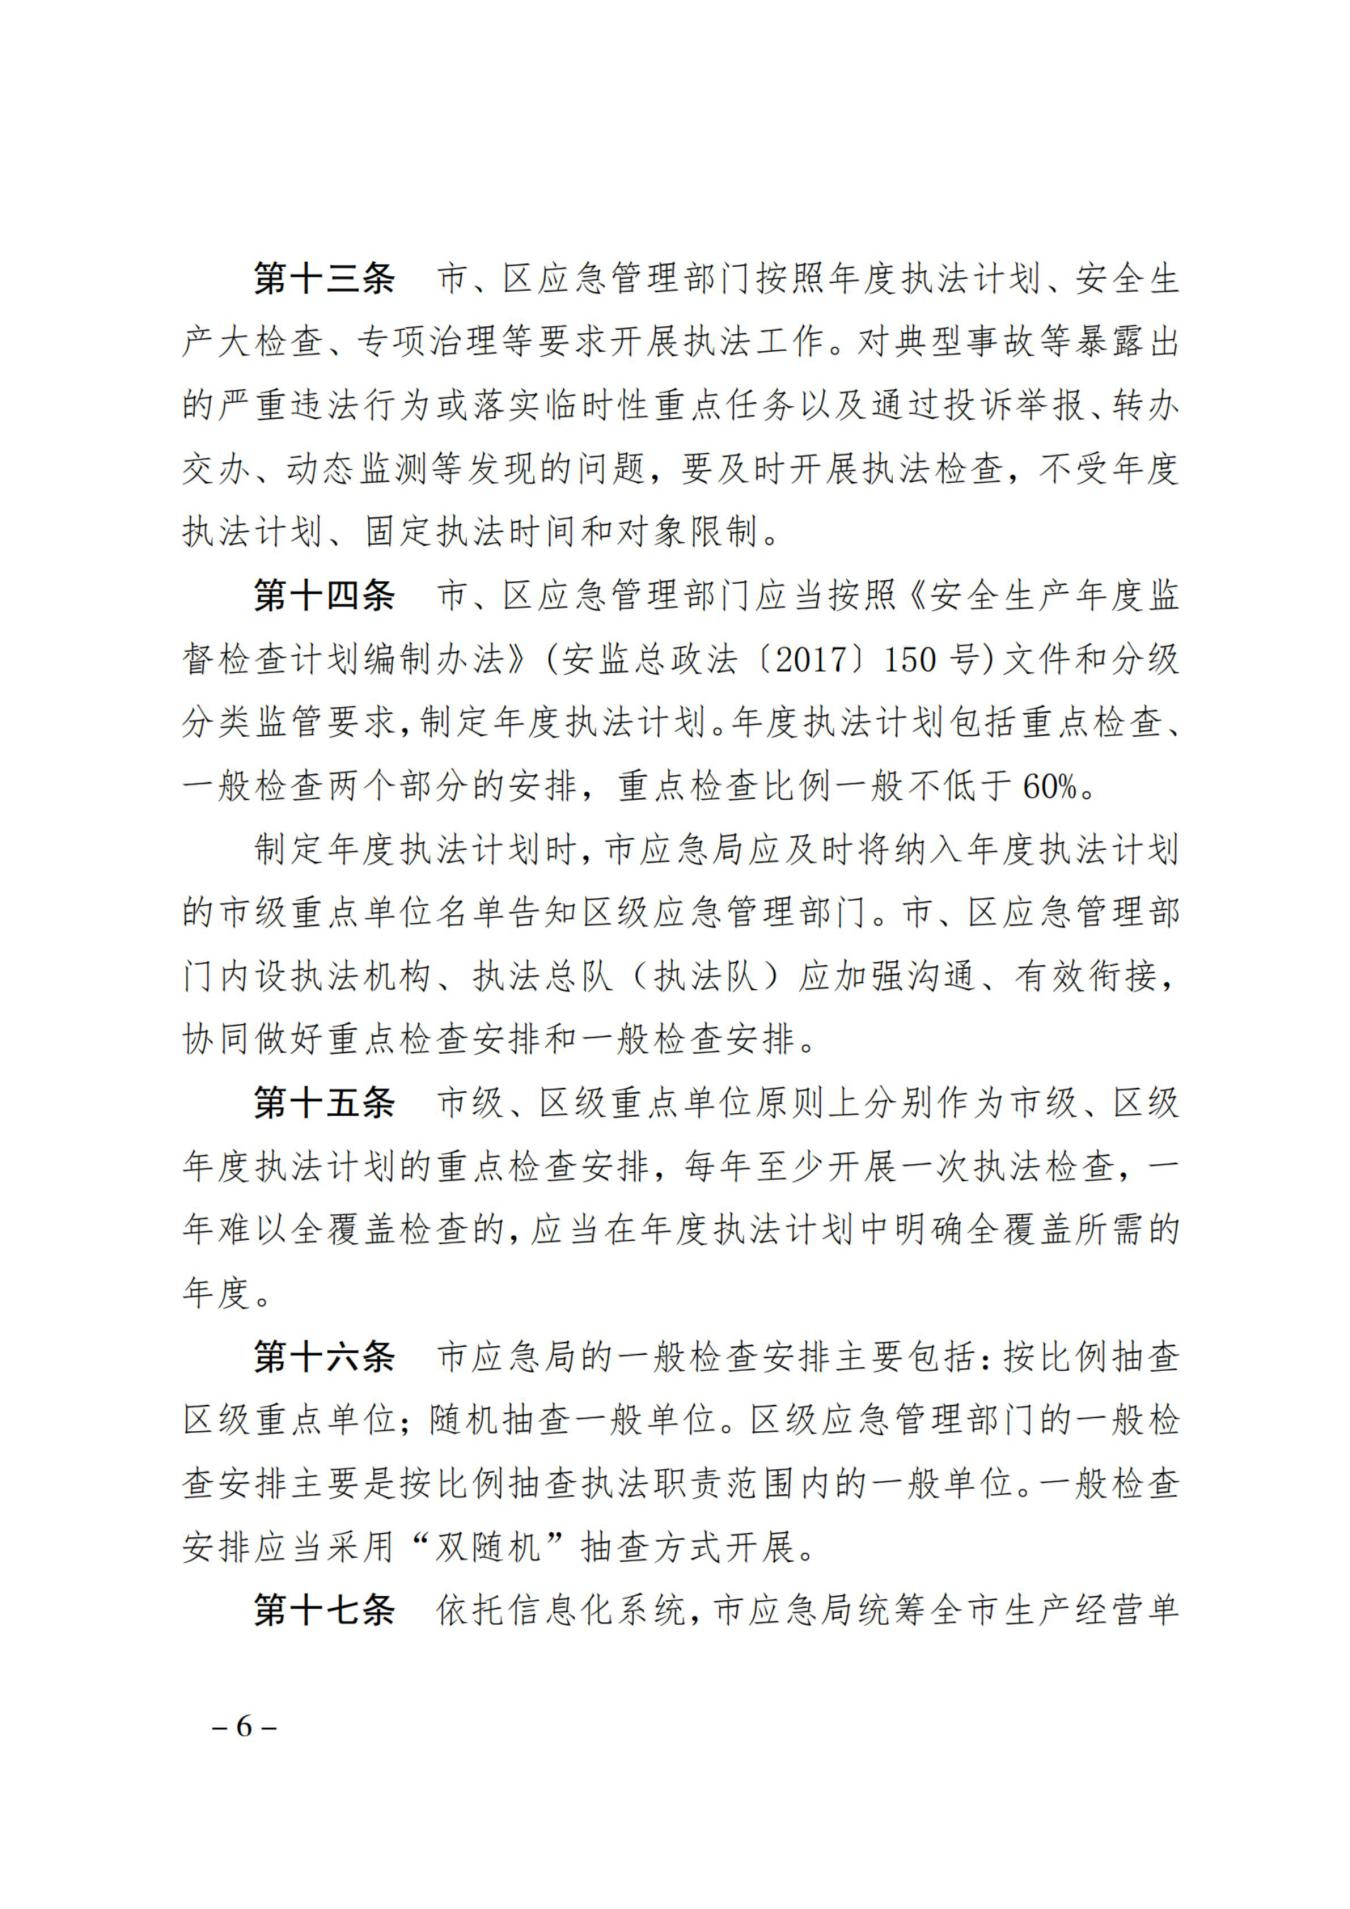 第十三条 市、区应急管理部门按照年度执法计划、安全生
产大检查、专项治理等要求开展执法工作。对典型事故等暴露出
的严重违法行为或落实临时性重点任务以及通过投诉举报、转办
交办、动态监测等发现的问题，要及时开展执法检查，不受年度
执法计划、固定执法时间和对象限制。
第十四条 市、区应急管理部门应当按照《安全生产年度监
督检查计划编制办法》(安监总政法〔2017〕150 号)文件和分级
分类监管要求，制定年度执法计划。年度执法计划包括重点检查、
一般检查两个部分的安排，重点检查比例一般不低于 60%。
制定年度执法计划时，市应急局应及时将纳入年度执法计划
的市级重点单位名单告知区级应急管理部门。市、区应急管理部
门内设执法机构、执法总队（执法队）应加强沟通、有效衔接，
协同做好重点检查安排和一般检查安排。
第十五条 市级、区级重点单位原则上分别作为市级、区级
年度执法计划的重点检查安排，每年至少开展一次执法检查，一
年难以全覆盖检查的，应当在年度执法计划中明确全覆盖所需的
年度。
第十六条 市应急局的一般检查安排主要包括：按比例抽查
区级重点单位；随机抽查一般单位。区级应急管理部门的一般检
查安排主要是按比例抽查执法职责范围内的一般单位。一般检查
安排应当采用“双随机”抽查方式开展。
第十七条 依托信息化系统，市应急局统筹全市生产经营单
- 6 -